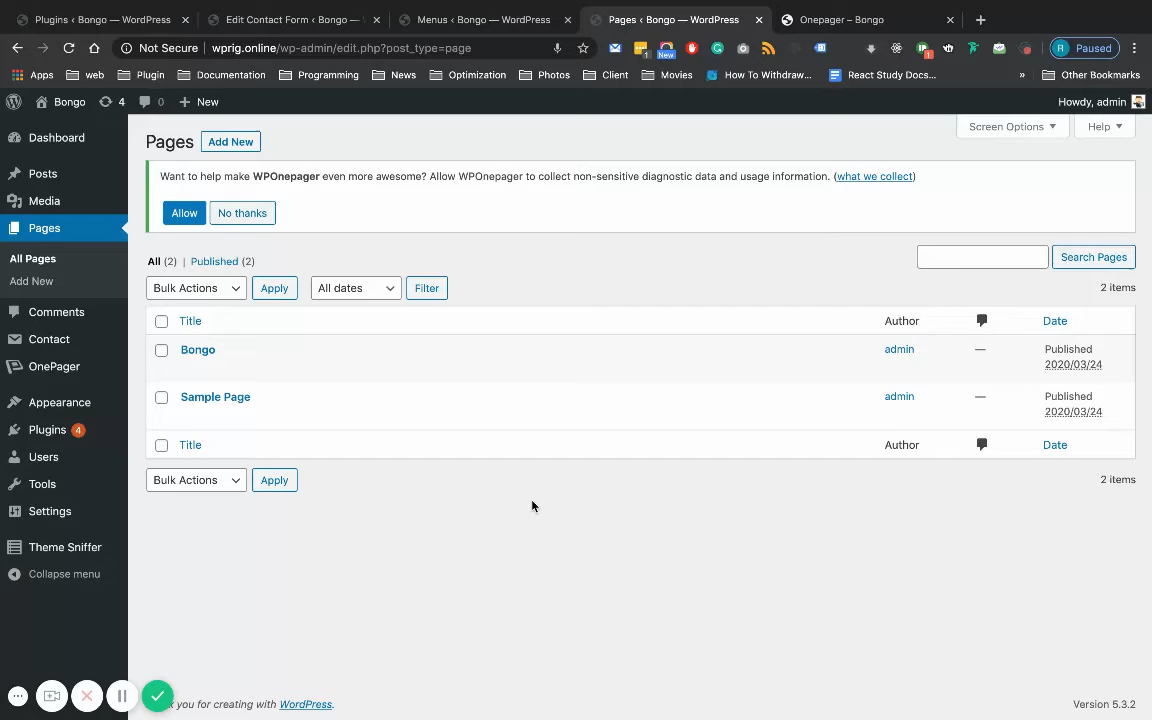 Plugins ‹ Bongo — WordPress
Edit Contact Form ‹ Bongo —
Menus ‹ Bongo — WordPress
Pages ‹ Bongo — WordPress
Onepager – Bongo
Not Secure
wprig.online/wp-admin/edit.php?post_type=page
1
New
1
R Paused
Apps
web
Plugin
Documentation
Programming
News
Optimization
Photos
Client
Movies
How To Withdraw...
React Study Docs...
»
Other Bookmarks
Bongo
4
0
New
Howdy, admin
Dashboard
Posts
Media
Pages
All Pages
Add New
Comments
Contact
OnePager
Appearance
Plugins 4
Users
Tools
Settings
Theme Sniffer
Collapse menu
Screen Options
Help
Pages
Add New
Want to help make WPOnepager even more awesome? Allow WPOnepager to collect non-sensitive diagnostic data and usage information. (what we collect)
Allow
No thanks
All (2) | Published (2)
Search Pages
Bulk Actions
Apply
All dates
Filter
2 items
Title
Author
Date
Bongo
admin
—
Published
2020/03/24
Sample Page
admin
—
Published
2020/03/24
Title
Author
Date
Bulk Actions
Apply
2 items
you for creating with WordPress.
Version 5.3.2